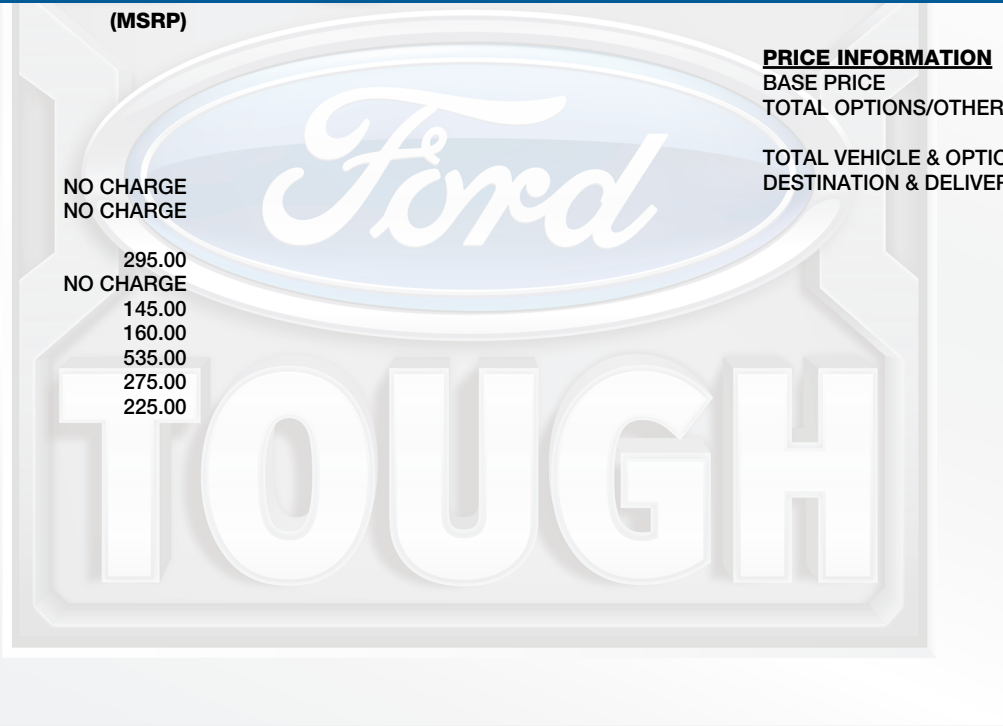 (MSRP)
NO CHARGE
NO CHARGE
295.00
NO CHARGE
145.00
160.00
535.00
275.00
225.00
PRICE INFORMATION
BASE PRICE
TOTAL OPTIONS/OTHER
TOTAL VEHICLE & OPTIO
DESTINATION & DELIVER
Ford
TOUGH